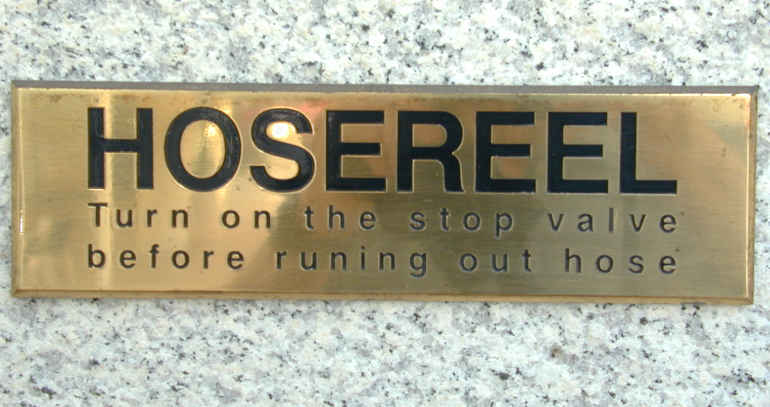 HOSEREEL
Turn on the stop valve
before runing out hose